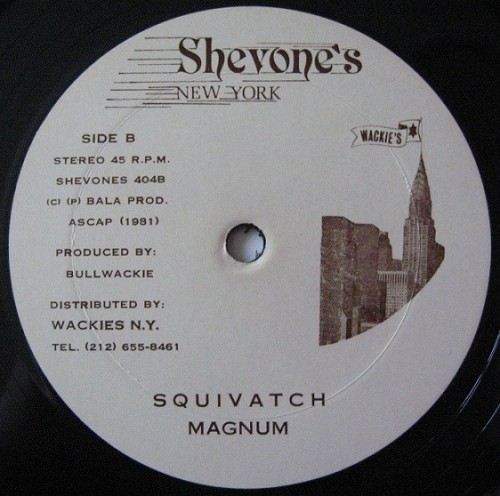 Shevone's
NEW YORK
WACKIE'S
SIDE B
STEREO 45 R.P.M.
SHEVONES 404B
(C) (P) BALA PROD.
ASCAP (1981)
PRODUCED BY:
BULLWACKIE
DISTRIBUTED BY:
WACKIES N.Y.
TEL. (212) 655-8461
SQUIVATCH
MAGNUM